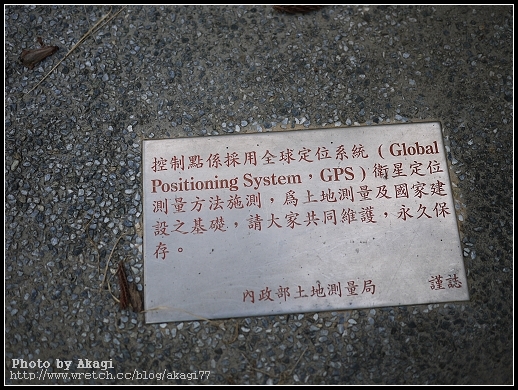 控制點係採用全球定位系統(Global
Positioning System,GPS)衛星定位
測量方法施測,為土地測量及國家建
設之基礎,請大家共同維護,永久保
存。
內政部土地測量局 謹誌
Photo by Akagi
http://www.wretch.cc/blog/akagi77